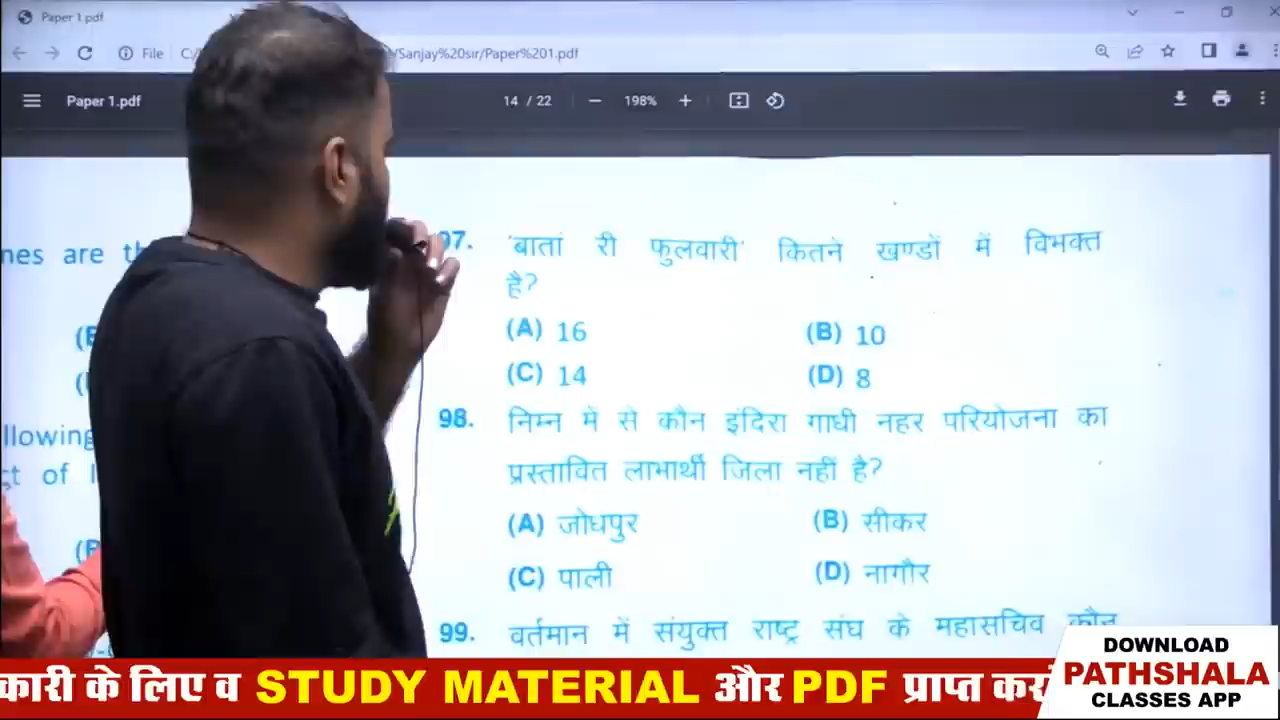 Paper 1.pdf
File C:/ /Sanjay%20sir/Paper%201.pdf
Paper 1.pdf 14 / 22 198%
nes are th
llowing
t of
97. 'बातां री फुलवारी' कितने खण्डों में विभक्त
है?
(A) 16 (B) 10
(C) 14 (D) 8
98. निम्न में से कौन इंदिरा गाधी नहर परियोजना का
प्रस्तावित लाभार्थी जिला नहीं है?
(A) जोधपुर (B) सीकर
(C) पाली (D) नागौर
99. वर्तमान में संयुक्त राष्ट्र संघ के महासचिव कौन
कारी के लिए व STUDY MATERIAL और PDF प्राप्त करने
DOWNLOAD
PATHSHALA
CLASSES APP